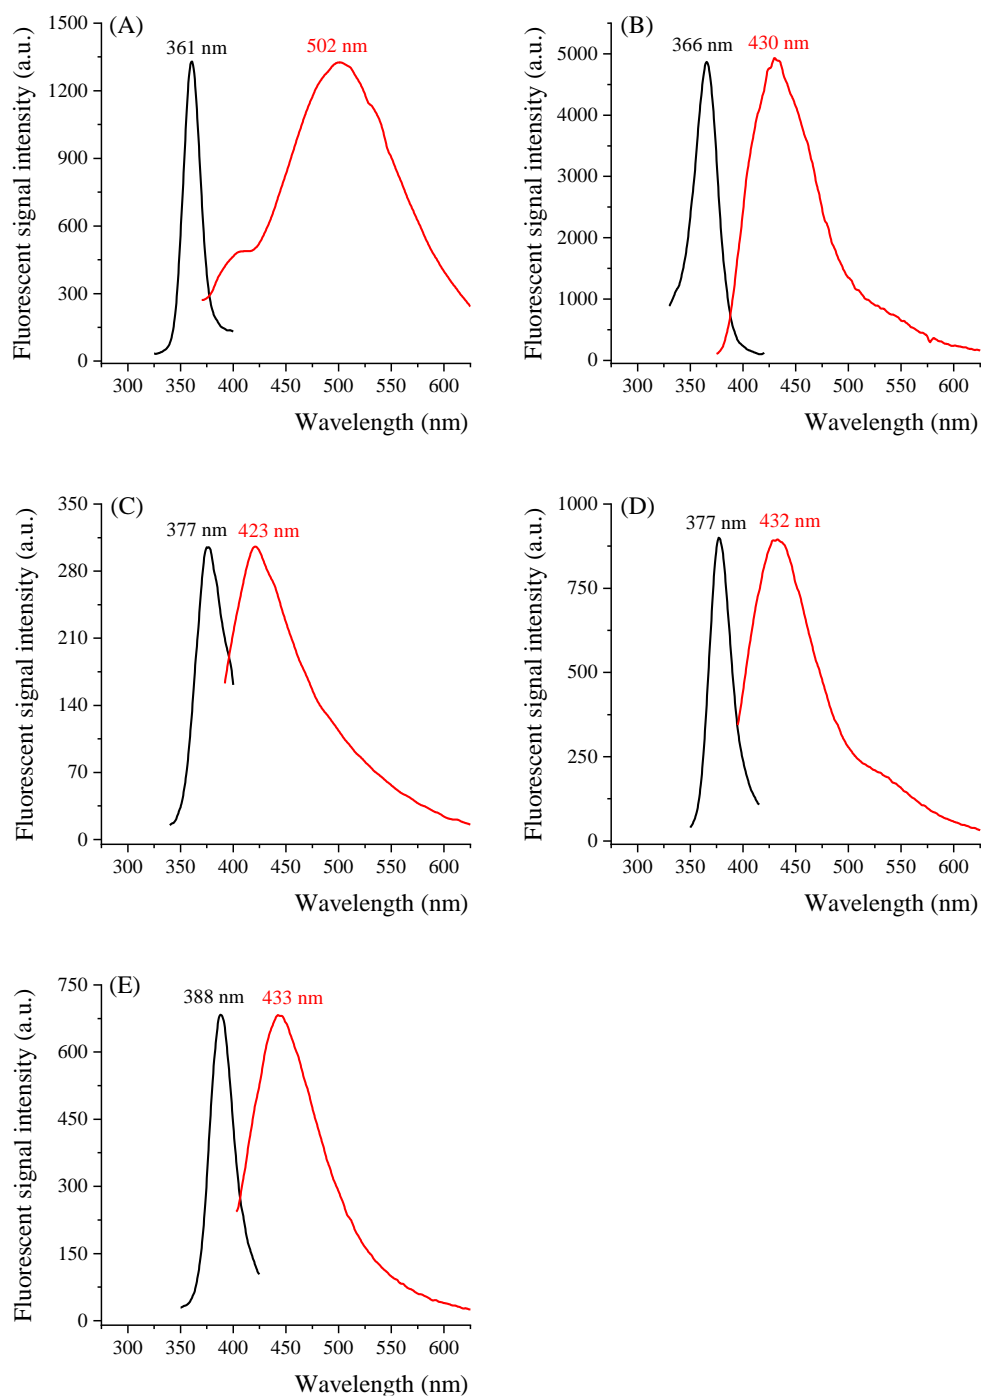 (A)
361 nm
502 nm
Fluorescent signal intensity (a.u.)
1500
1200
900
600
300
0
300 350 400 450 500 550 600
Wavelength (nm)
(B)
366 nm
430 nm
Fluorescent signal intensity (a.u.)
5000
4000
3000
2000
1000
0
300 350 400 450 500 550 600
Wavelength (nm)
(C)
377 nm
423 nm
Fluorescent signal intensity (a.u.)
350
280
210
140
70
0
300 350 400 450 500 550 600
Wavelength (nm)
(D)
377 nm
432 nm
Fluorescent signal intensity (a.u.)
1000
750
500
250
0
300 350 400 450 500 550 600
Wavelength (nm)
(E)
388 nm
433 nm
Fluorescent signal intensity (a.u.)
750
600
450
300
150
0
300 350 400 450 500 550 600
Wavelength (nm)